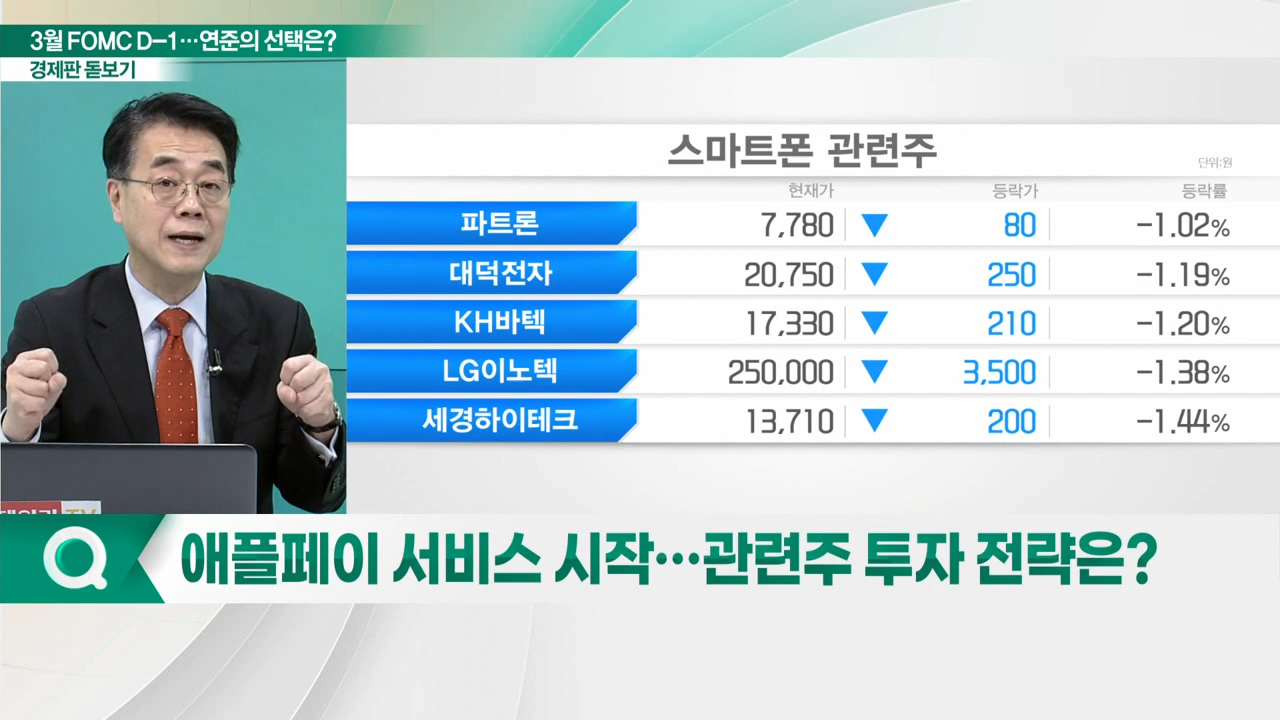 3월 FOMC D-1…연준의 선택은?
경제판 돋보기
스마트폰 관련주
단위:원
현재가 등락가 등락률
파트론 7,780 ▼ 80 -1.02%
대덕전자 20,750 ▼ 250 -1.19%
KH바텍 17,330 ▼ 210 -1.20%
LG이노텍 250,000 ▼ 3,500 -1.38%
세경하이테크 13,710 ▼ 200 -1.44%
애플페이 서비스 시작…관련주 투자 전략은?